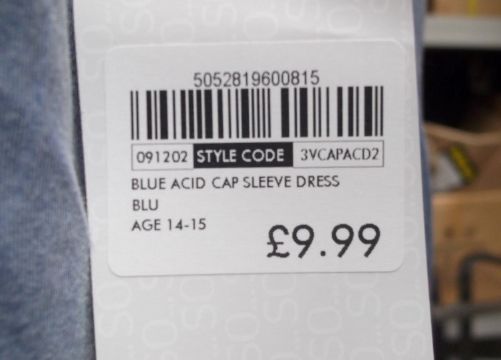 5052819600815
091202 STYLE CODE 3VCAPACD2
BLUE ACID CAP SLEEVE DRESS
BLU
AGE 14-15
£9.99